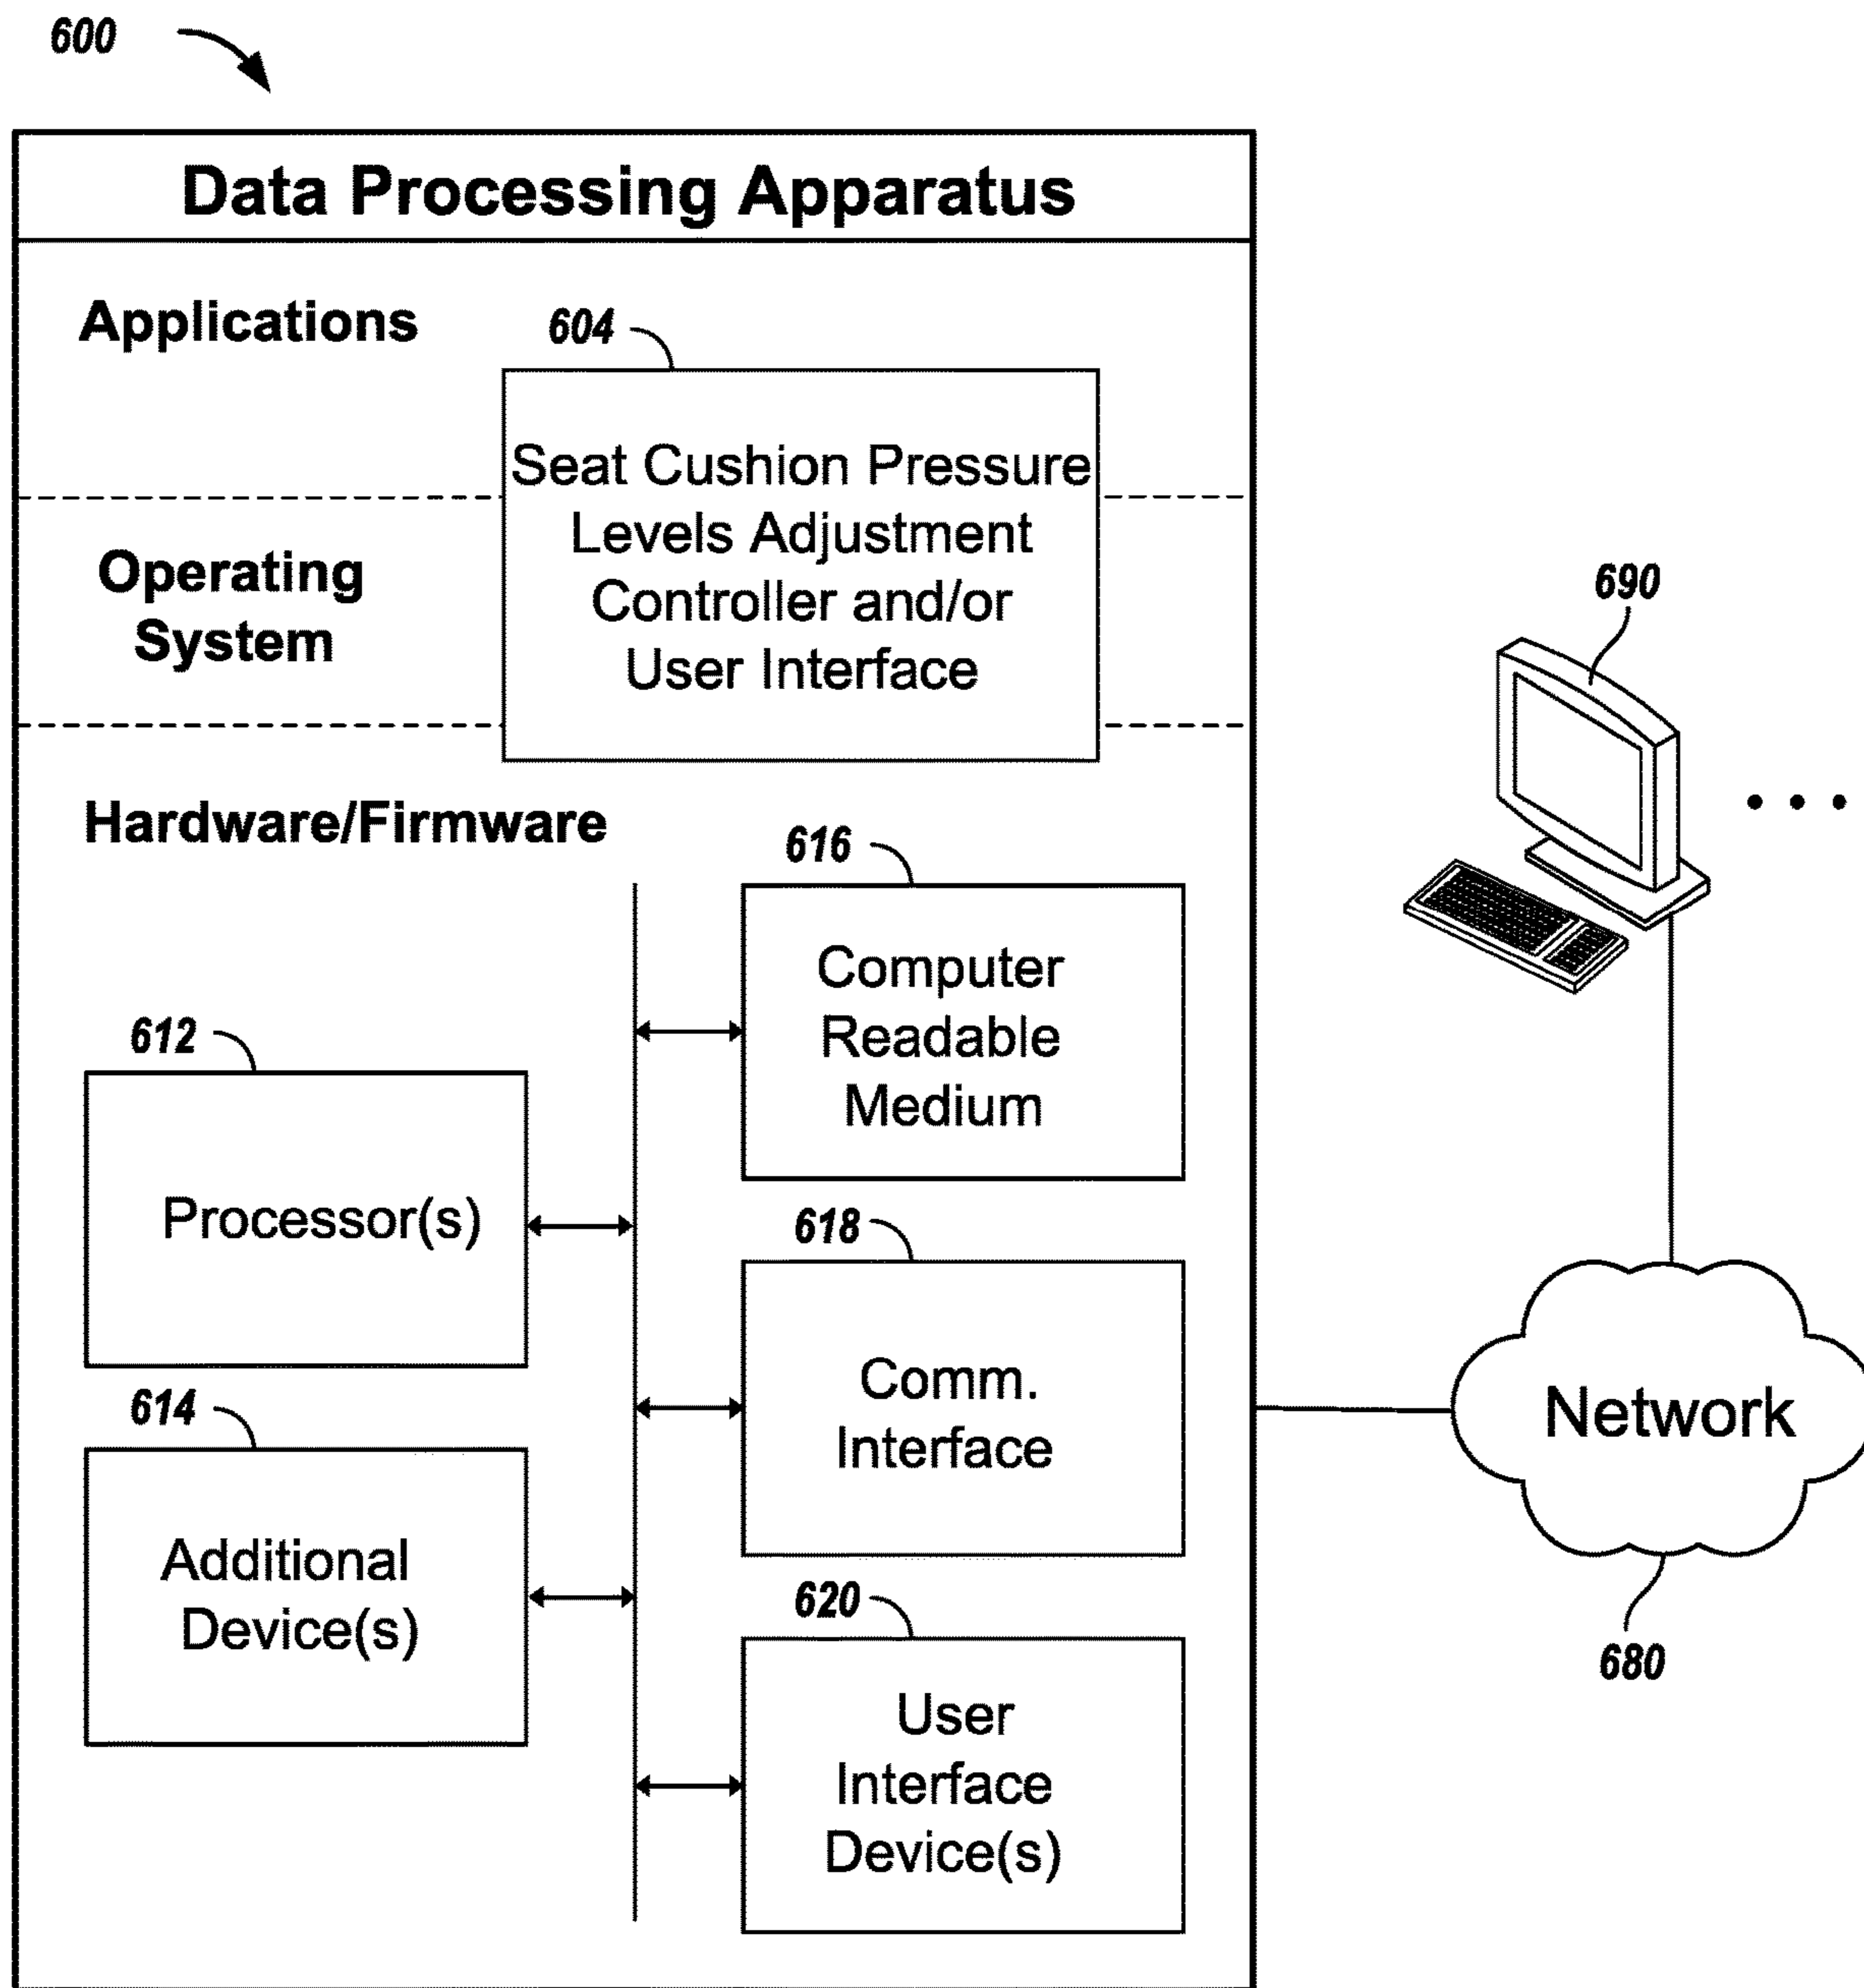 600
Data Processing Apparatus
Applications
604
Seat Cushion Pressure
Levels Adjustment
Controller and/or
User Interface
Operating
System
690
Hardware/Firmware
616
Computer
Readable
Medium
612
Processor(s)
618
Comm.
Interface
614
Additional
Device(s)
620
User
Interface
Device(s)
Network
680